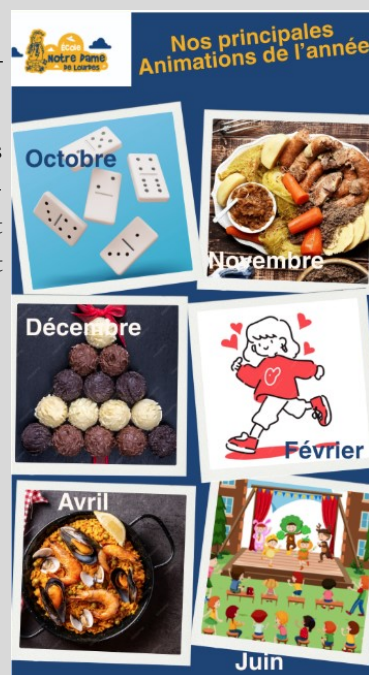 École
Notre Dame
de Lourdes
Nos principales
Animations de l'année
Octobre
Novembre
Décembre
Février
Avril
Juin